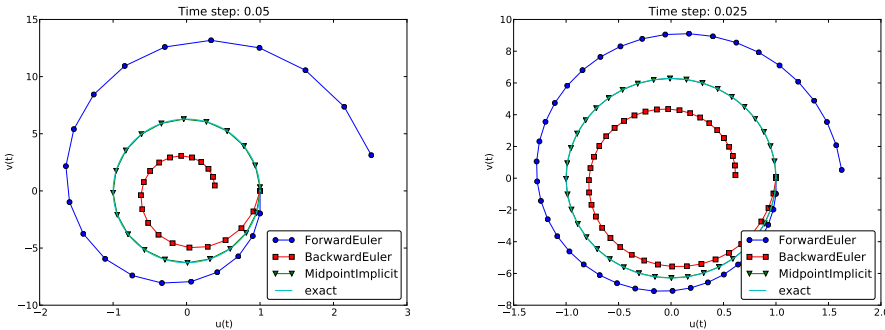 Time step: 0.05
15
10
5
0
−5
−10
v(t)
−2
−1
0
1
2
3
u(t)
ForwardEuler
BackwardEuler
MidpointImplicit
exact
Time step: 0.025
10
8
6
4
2
0
−2
−4
−6
−8
v(t)
−1.5
−1.0
−0.5
0.0
0.5
1.0
1.5
2.0
u(t)
ForwardEuler
BackwardEuler
MidpointImplicit
exact